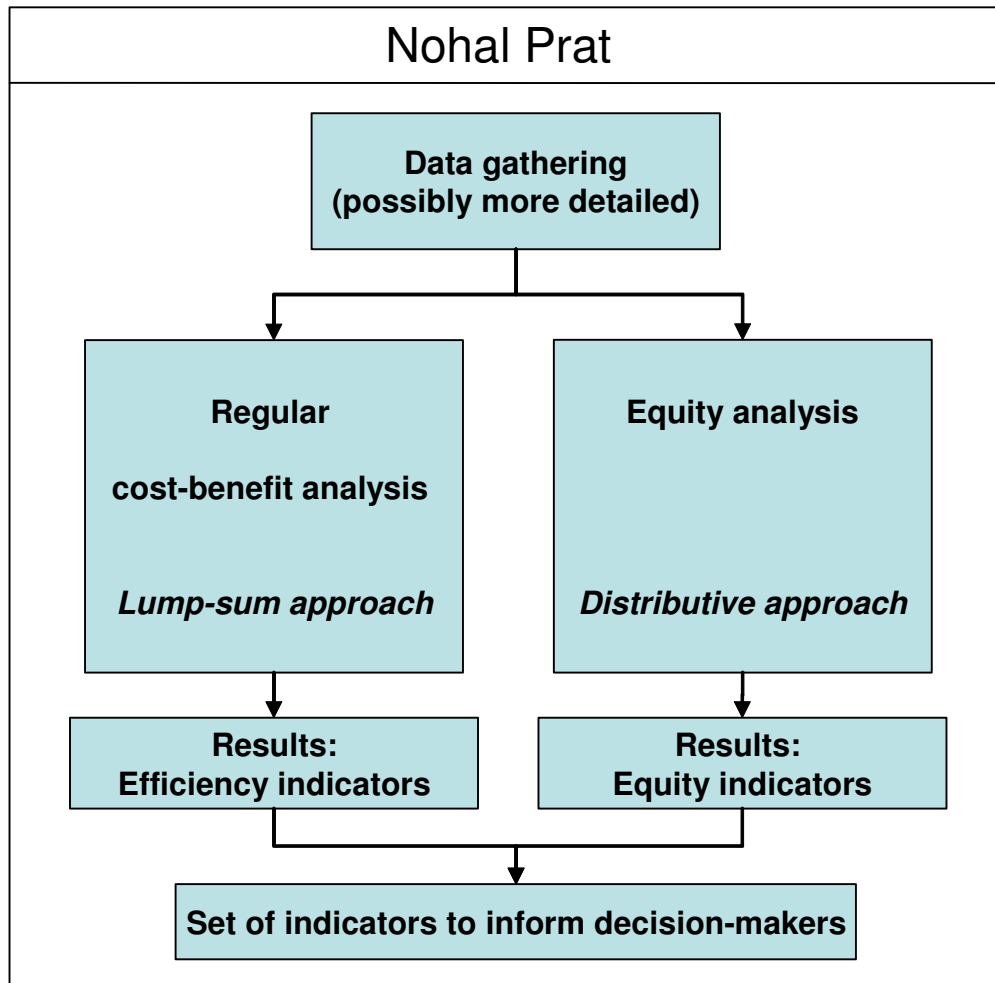 Nohal Prat
Data gathering
(possibly more detailed)
Regular
cost-benefit analysis
Lump-sum approach
Equity analysis
Distributive approach
Results:
Efficiency indicators
Results:
Equity indicators
Set of indicators to inform decision-makers